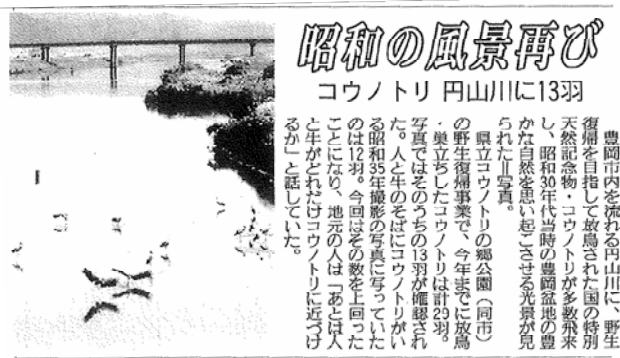 昭和の風景再び
コウノトリ 円山川に13羽
豊岡市内を流れる円山川に、野生
復帰を目指して放鳥された国の特別
天然記念物・コウノトリが多数飛来
し、昭和30年代当時の豊岡盆地の豊
かな自然を思い起こさせる光景が見
られた＝写真。
県立コウノトリの郷公園（同市）
の野生復帰事業で、今年までに放鳥
・巣立ちしたコウノトリは計29羽。
写真ではそのうちの13羽が確認され
た。人と牛のそばにコウノトリがい
る昭和35年撮影の写真に写っていた
のは12羽。今回はその数を上回った
ことになり、地元の人は「あとは人
と牛がどれだけコウノトリに近づけ
るか」と話していた。